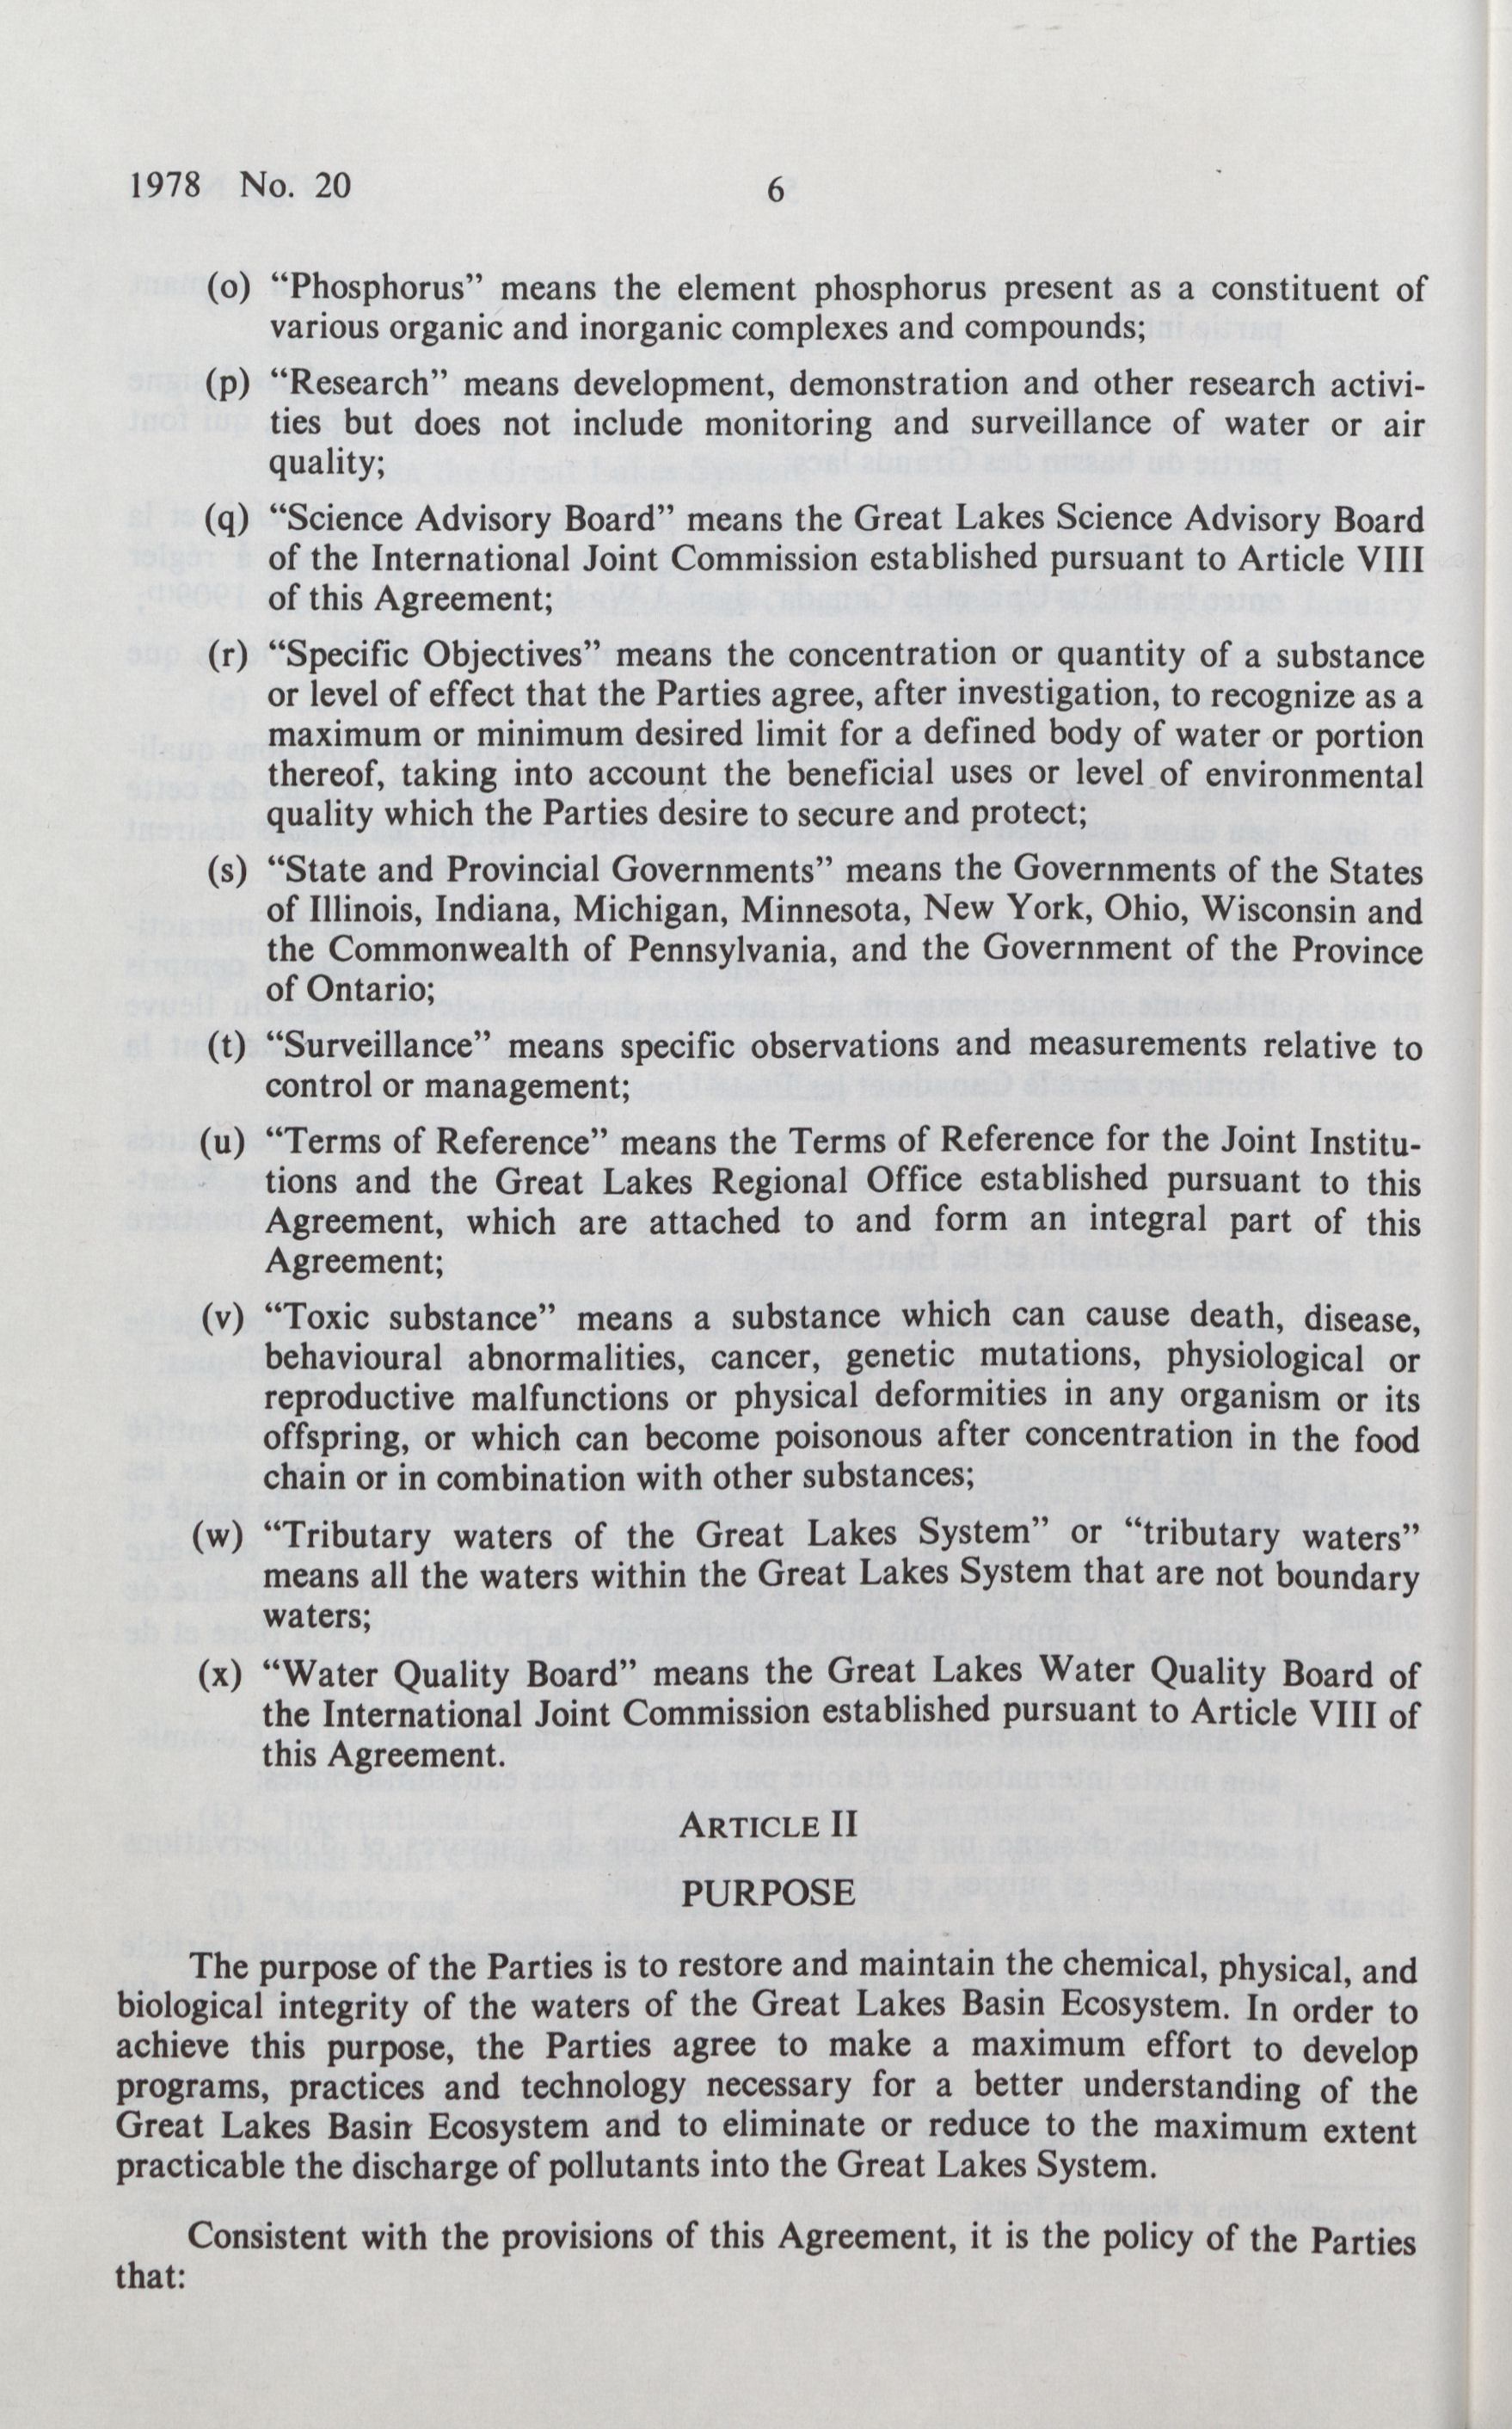 1978 No. 20
6
(o) “Phosphorus” means the element phosphorus present as a constituent of
various organic and inorganic complexes and compounds;
(p) “Research” means development, demonstration and other research activi-
ties but does not include monitoring and surveillance of water or air
quality;
(q) “Science Advisory Board” means the Great Lakes Science Advisory Board
of the International Joint Commission established pursuant to Article VIII
of this Agreement;
(r) “Specific Objectives” means the concentration or quantity of a substance
or level of effect that the Parties agree, after investigation, to recognize as a
maximum or minimum desired limit for a defined body of water or portion
thereof, taking into account the beneficial uses or level of environmental
quality which the Parties desire to secure and protect;
(s) “State and Provincial Governments” means the Governments of the States
of Illinois, Indiana, Michigan, Minnesota, New York, Ohio, Wisconsin and
the Commonwealth of Pennsylvania, and the Government of the Province
of Ontario;
(t) “Surveillance” means specific observations and measurements relative to
control or management;
(u) “Terms of Reference” means the Terms of Reference for the Joint Institu-
tions and the Great Lakes Regional Office established pursuant to this
Agreement, which are attached to and form an integral part of this
Agreement;
(v) “Toxic substance” means a substance which can cause death, disease,
behavioural abnormalities, cancer, genetic mutations, physiological or
reproductive malfunctions or physical deformities in any organism or its
offspring, or which can become poisonous after concentration in the food
chain or in combination with other substances;
(w) “Tributary waters of the Great Lakes System” or “tributary waters”
means all the waters within the Great Lakes System that are not boundary
waters;
(x) “Water Quality Board” means the Great Lakes Water Quality Board of
the International Joint Commission established pursuant to Article VIII of
this Agreement.
ARTICLE II
PURPOSE
The purpose of the Parties is to restore and maintain the chemical, physical, and
biological integrity of the waters of the Great Lakes Basin Ecosystem. In order to
achieve this purpose, the Parties agree to make a maximum effort to develop
programs, practices and technology necessary for a better understanding of the
Great Lakes Basin Ecosystem and to eliminate or reduce to the maximum extent
practicable the discharge of pollutants into the Great Lakes System.
Consistent with the provisions of this Agreement, it is the policy of the Parties
that: